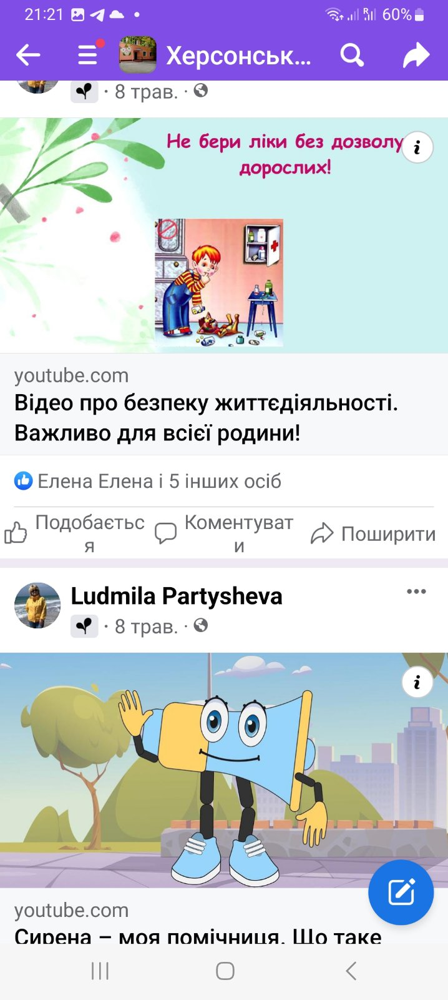 21:21
60%
Херсонськ...
· 8 трав. ·
Не бери ліки без дозволу
дорослих!
youtube.com
Відео про безпеку життєдіяльності.
Важливо для всієї родини!
Елена Елена і 5 інших осіб
Подобаєтьс
я
Коментуват
и
Поширити
Ludmila Partysheva
· 8 трав. ·
youtube.com
Сирена – моя помічниця. Що таке